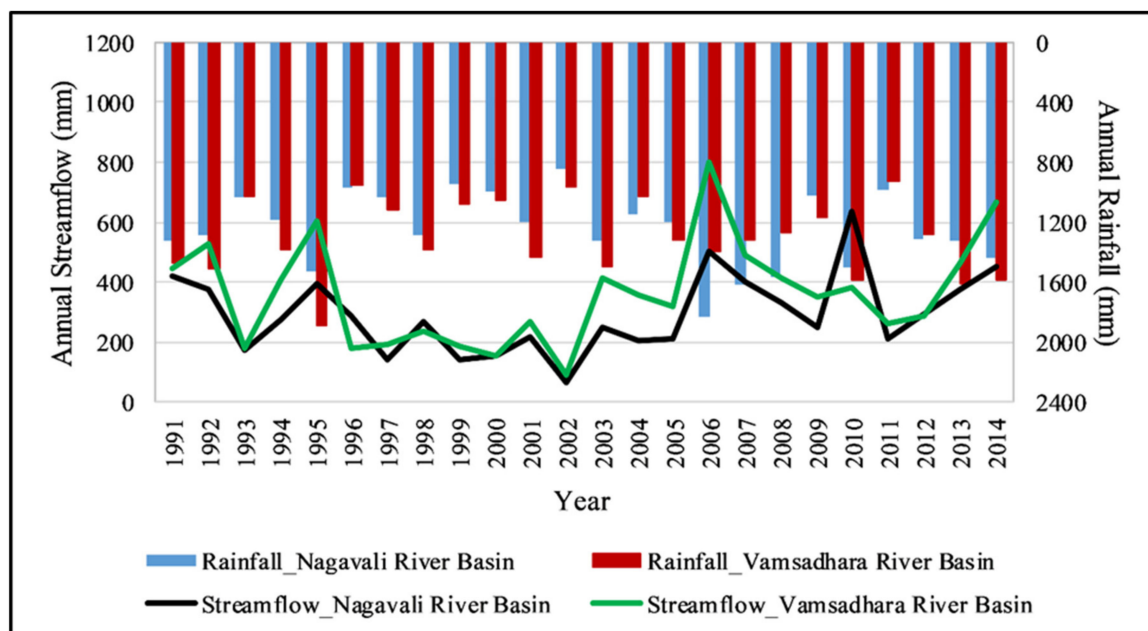 Annual Streamflow (mm)
1200
1000
800
600
400
200
0
0
400
800
1200
1600
2000
2400
Annual Rainfall (mm)
1991 1992 1993 1994 1995 1996 1997 1998 1999 2000 2001 2002 2003 2004 2005 2006 2007 2008 2009 2010 2011 2012 2013 2014
Year
Rainfall_Nagavali River Basin
Rainfall_Vamsadhara River Basin
Streamflow_Nagavali River Basin
Streamflow_Vamsadhara River Basin